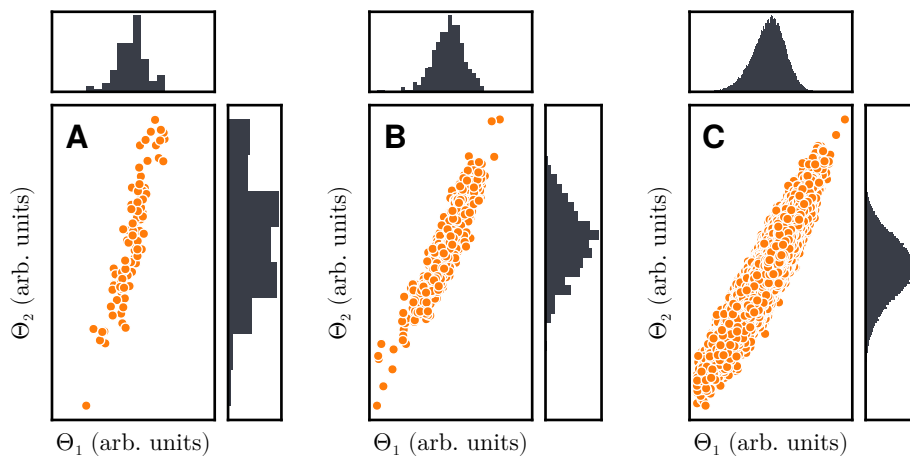 A
B
C
Θ₂ (arb. units)
Θ₂ (arb. units)
Θ₂ (arb. units)
Θ₁ (arb. units)
Θ₁ (arb. units)
Θ₁ (arb. units)